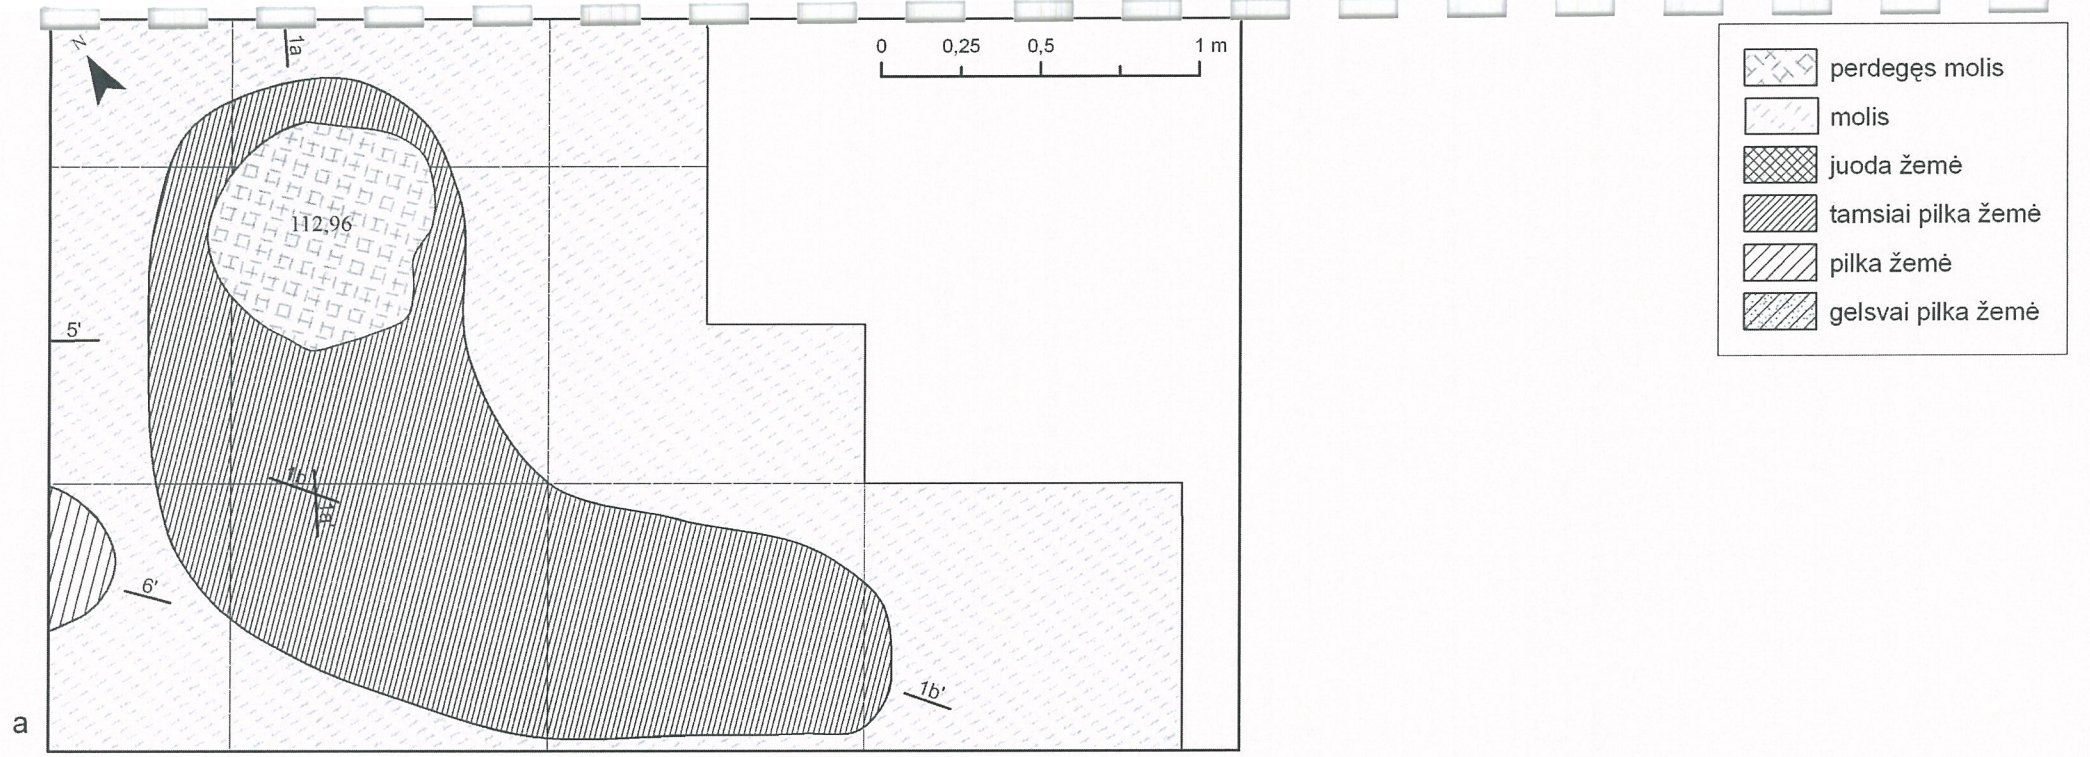 N
1a
0 0,25 0,5 1 m
112,96
5'
1b
1a'
6'
1b'
a
perdegęs molis
molis
juoda žemė
tamsiai pilka žemė
pilka žemė
gelsvai pilka žemė